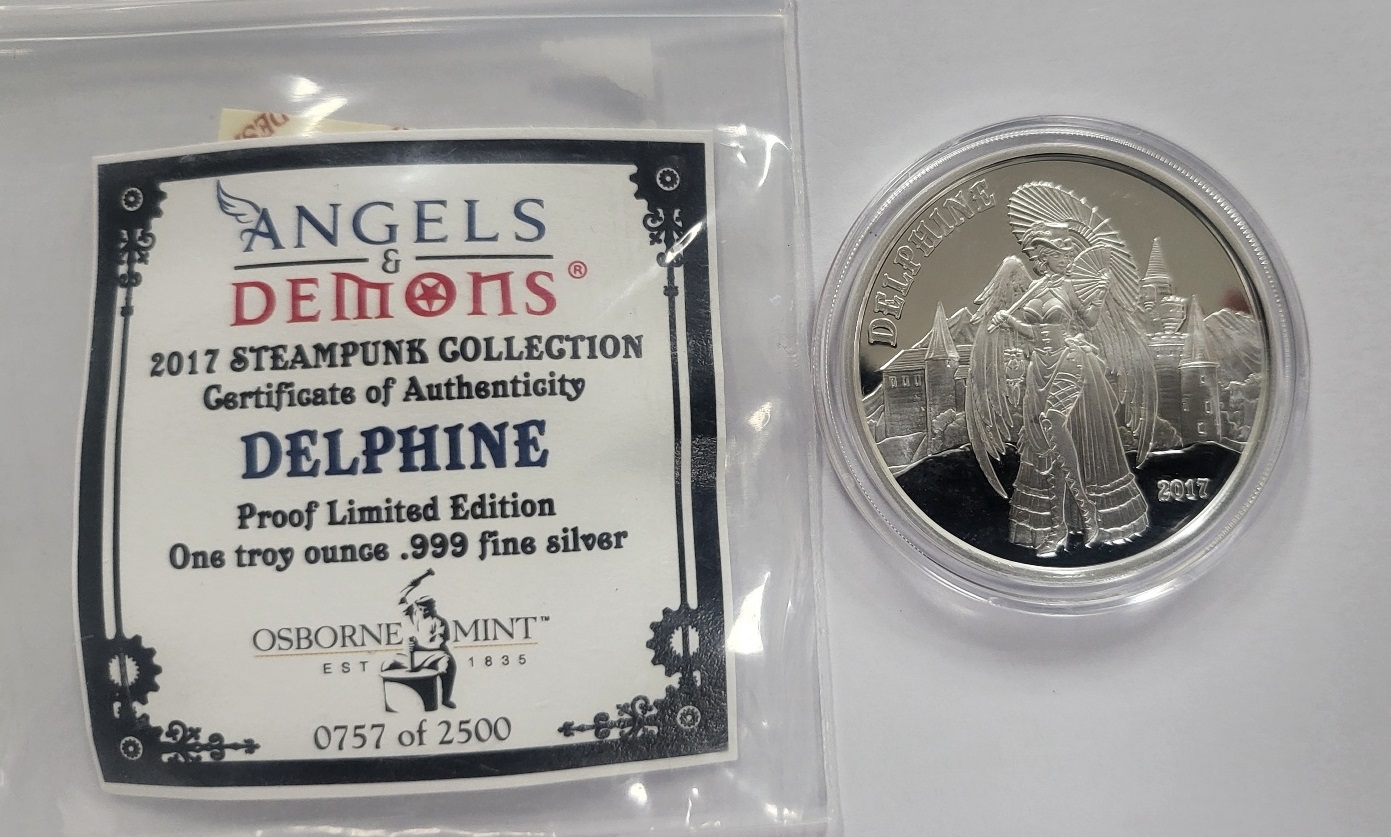 ANGELS
&
DEMONS®
2017 STEAMPUNK COLLECTION
Certificate of Authenticity
DELPHINE
Proof Limited Edition
One troy ounce .999 fine silver
OSBORNE MINT™
EST 1835
0757 of 2500
DELPHINE
2017